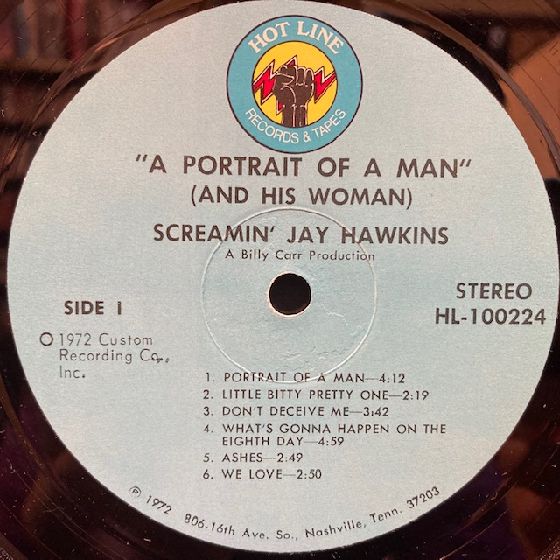 HOT LINE
RECORDS & TAPES
"A PORTRAIT OF A MAN"
(AND HIS WOMAN)
SCREAMIN' JAY HAWKINS
A Billy Carr Production
SIDE I
STEREO
HL-100224
© 1972 Custom
Recording Co.,
Inc.
1. PORTRAIT OF A MAN—4:12
2. LITTLE BITTY PRETTY ONE—2:19
3. DON'T DECEIVE ME—3:42
4. WHAT'S GONNA HAPPEN ON THE
EIGHTH DAY—4:59
5. ASHES—2:49
6. WE LOVE—2:50
℗ 1972 806.16th Ave. So., Nashville, Tenn. 37203